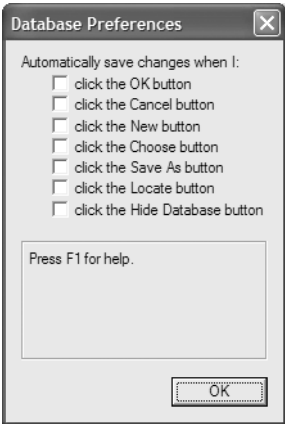 Database Preferences
Automatically save changes when I:
click the OK button
click the Cancel button
click the New button
click the Choose button
click the Save As button
click the Locate button
click the Hide Database button
Press F1 for help.
OK